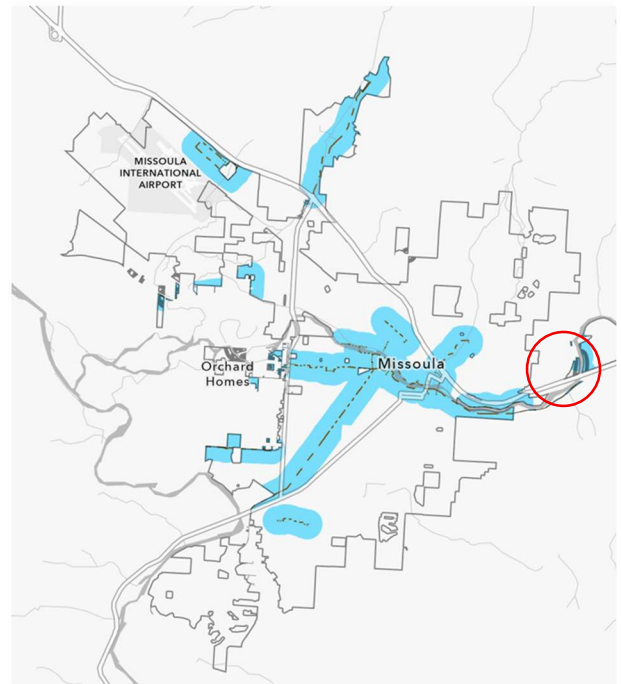 MISSOULA
INTERNATIONAL
AIRPORT
Orchard
Homes
Missoula